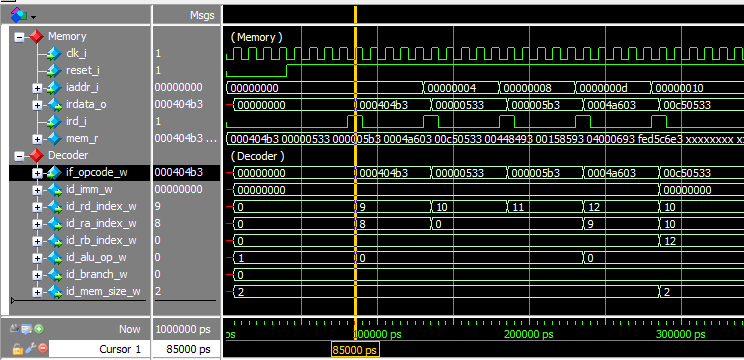 Msgs
Memory (Memory)
clk_i 1
reset_i 1
iaddr_i 00000000 00000000 00000004 00000008 0000000d 00000010
irdata_o 000404b3 00000000 000404b3 00000533 000005b3 0004a603 00c50533
ird_i 1
mem_r 000404b3 ... 000404b3 00000533 000005b3 0004a603 00c50533 00448493 00158593 04000693 fed5c6e3 xxxxxxxx x
Decoder (Decoder)
if_opcode_w 000404b3 00000000 000404b3 00000533 000005b3 0004a603 00c50533
id_imm_w 00000000 00000000 00000000
id_rd_index_w 9 0 9 10 11 12 10
id_ra_index_w 8 0 8 0 9 10
id_rb_index_w 0 0 12
id_alu_op_w 0 1 0 0
id_branch_w 0 0
id_mem_size_w 2 2 2
Now 1000000 ps ps 100000 ps 200000 ps 300000 ps
Cursor 1 85000 ps 85000 ps